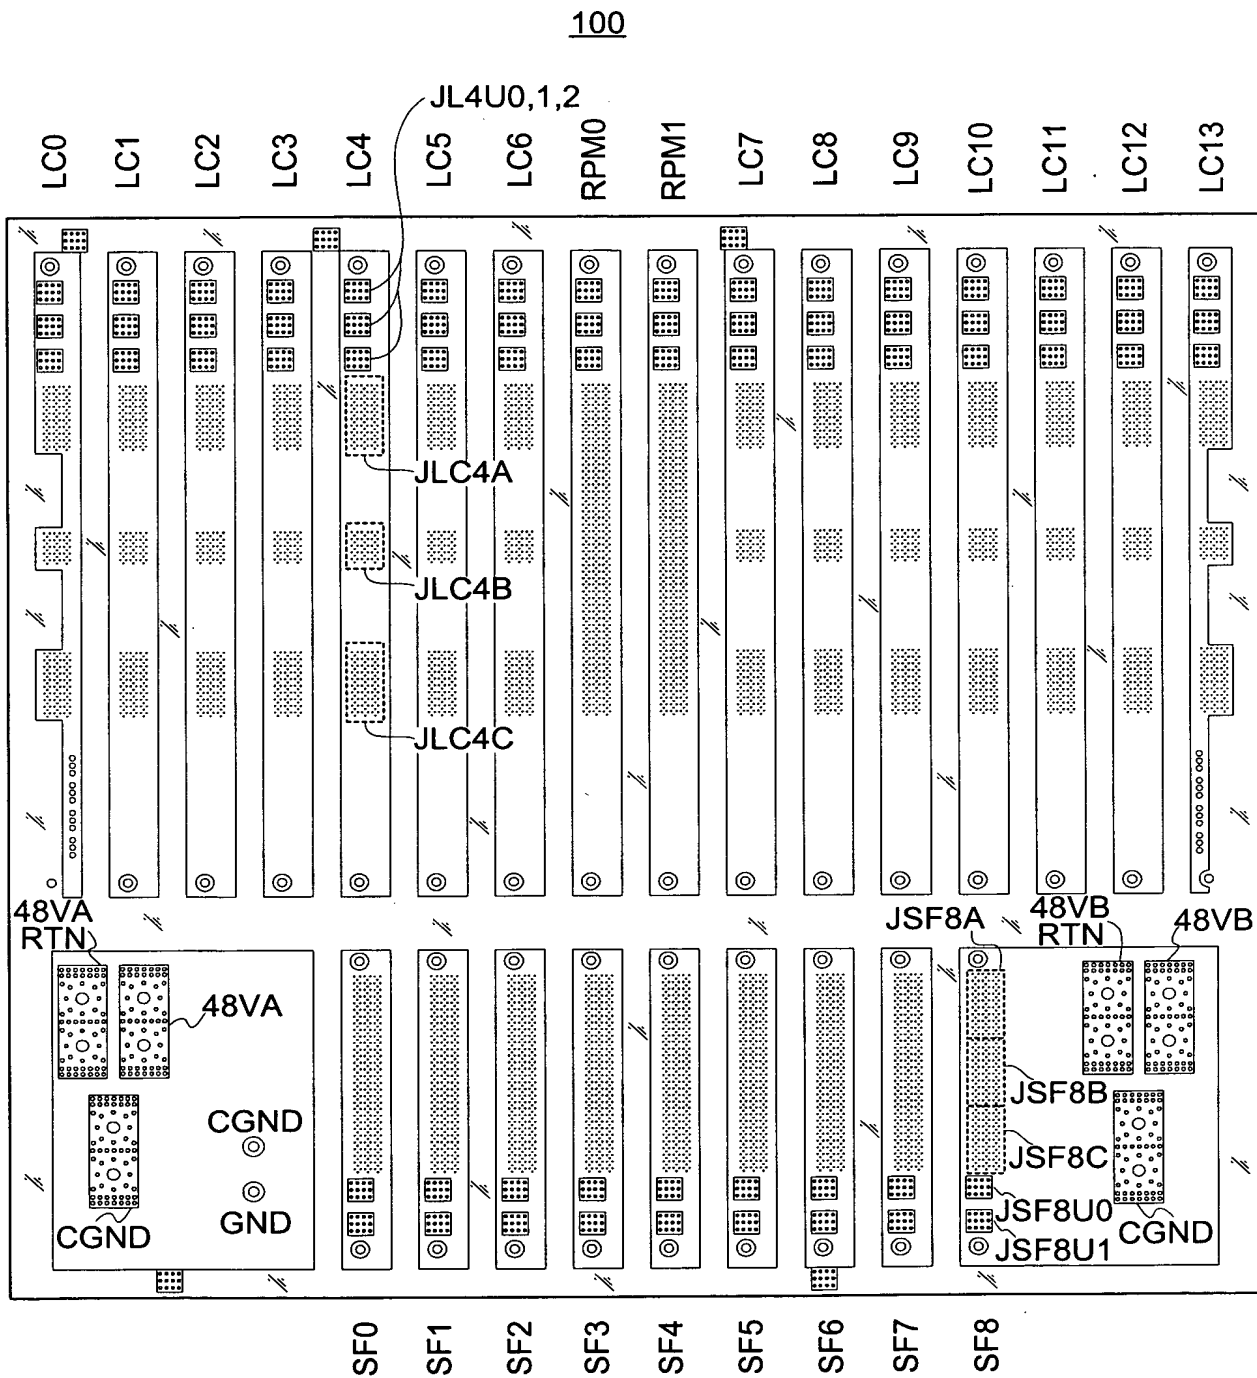 100
JL4U0,1,2
LC0
LC1
LC2
LC3
LC4
LC5
LC6
RPM0
RPM1
LC7
LC8
LC9
LC10
LC11
LC12
LC13
JLC4A
JLC4B
JLC4C
48VA
RTN
48VA
CGND
GND
CGND
JSF8A
48VB
RTN
48VB
JSF8B
JSF8C
JSF8U0
JSF8U1
CGND
SF0
SF1
SF2
SF3
SF4
SF5
SF6
SF7
SF8